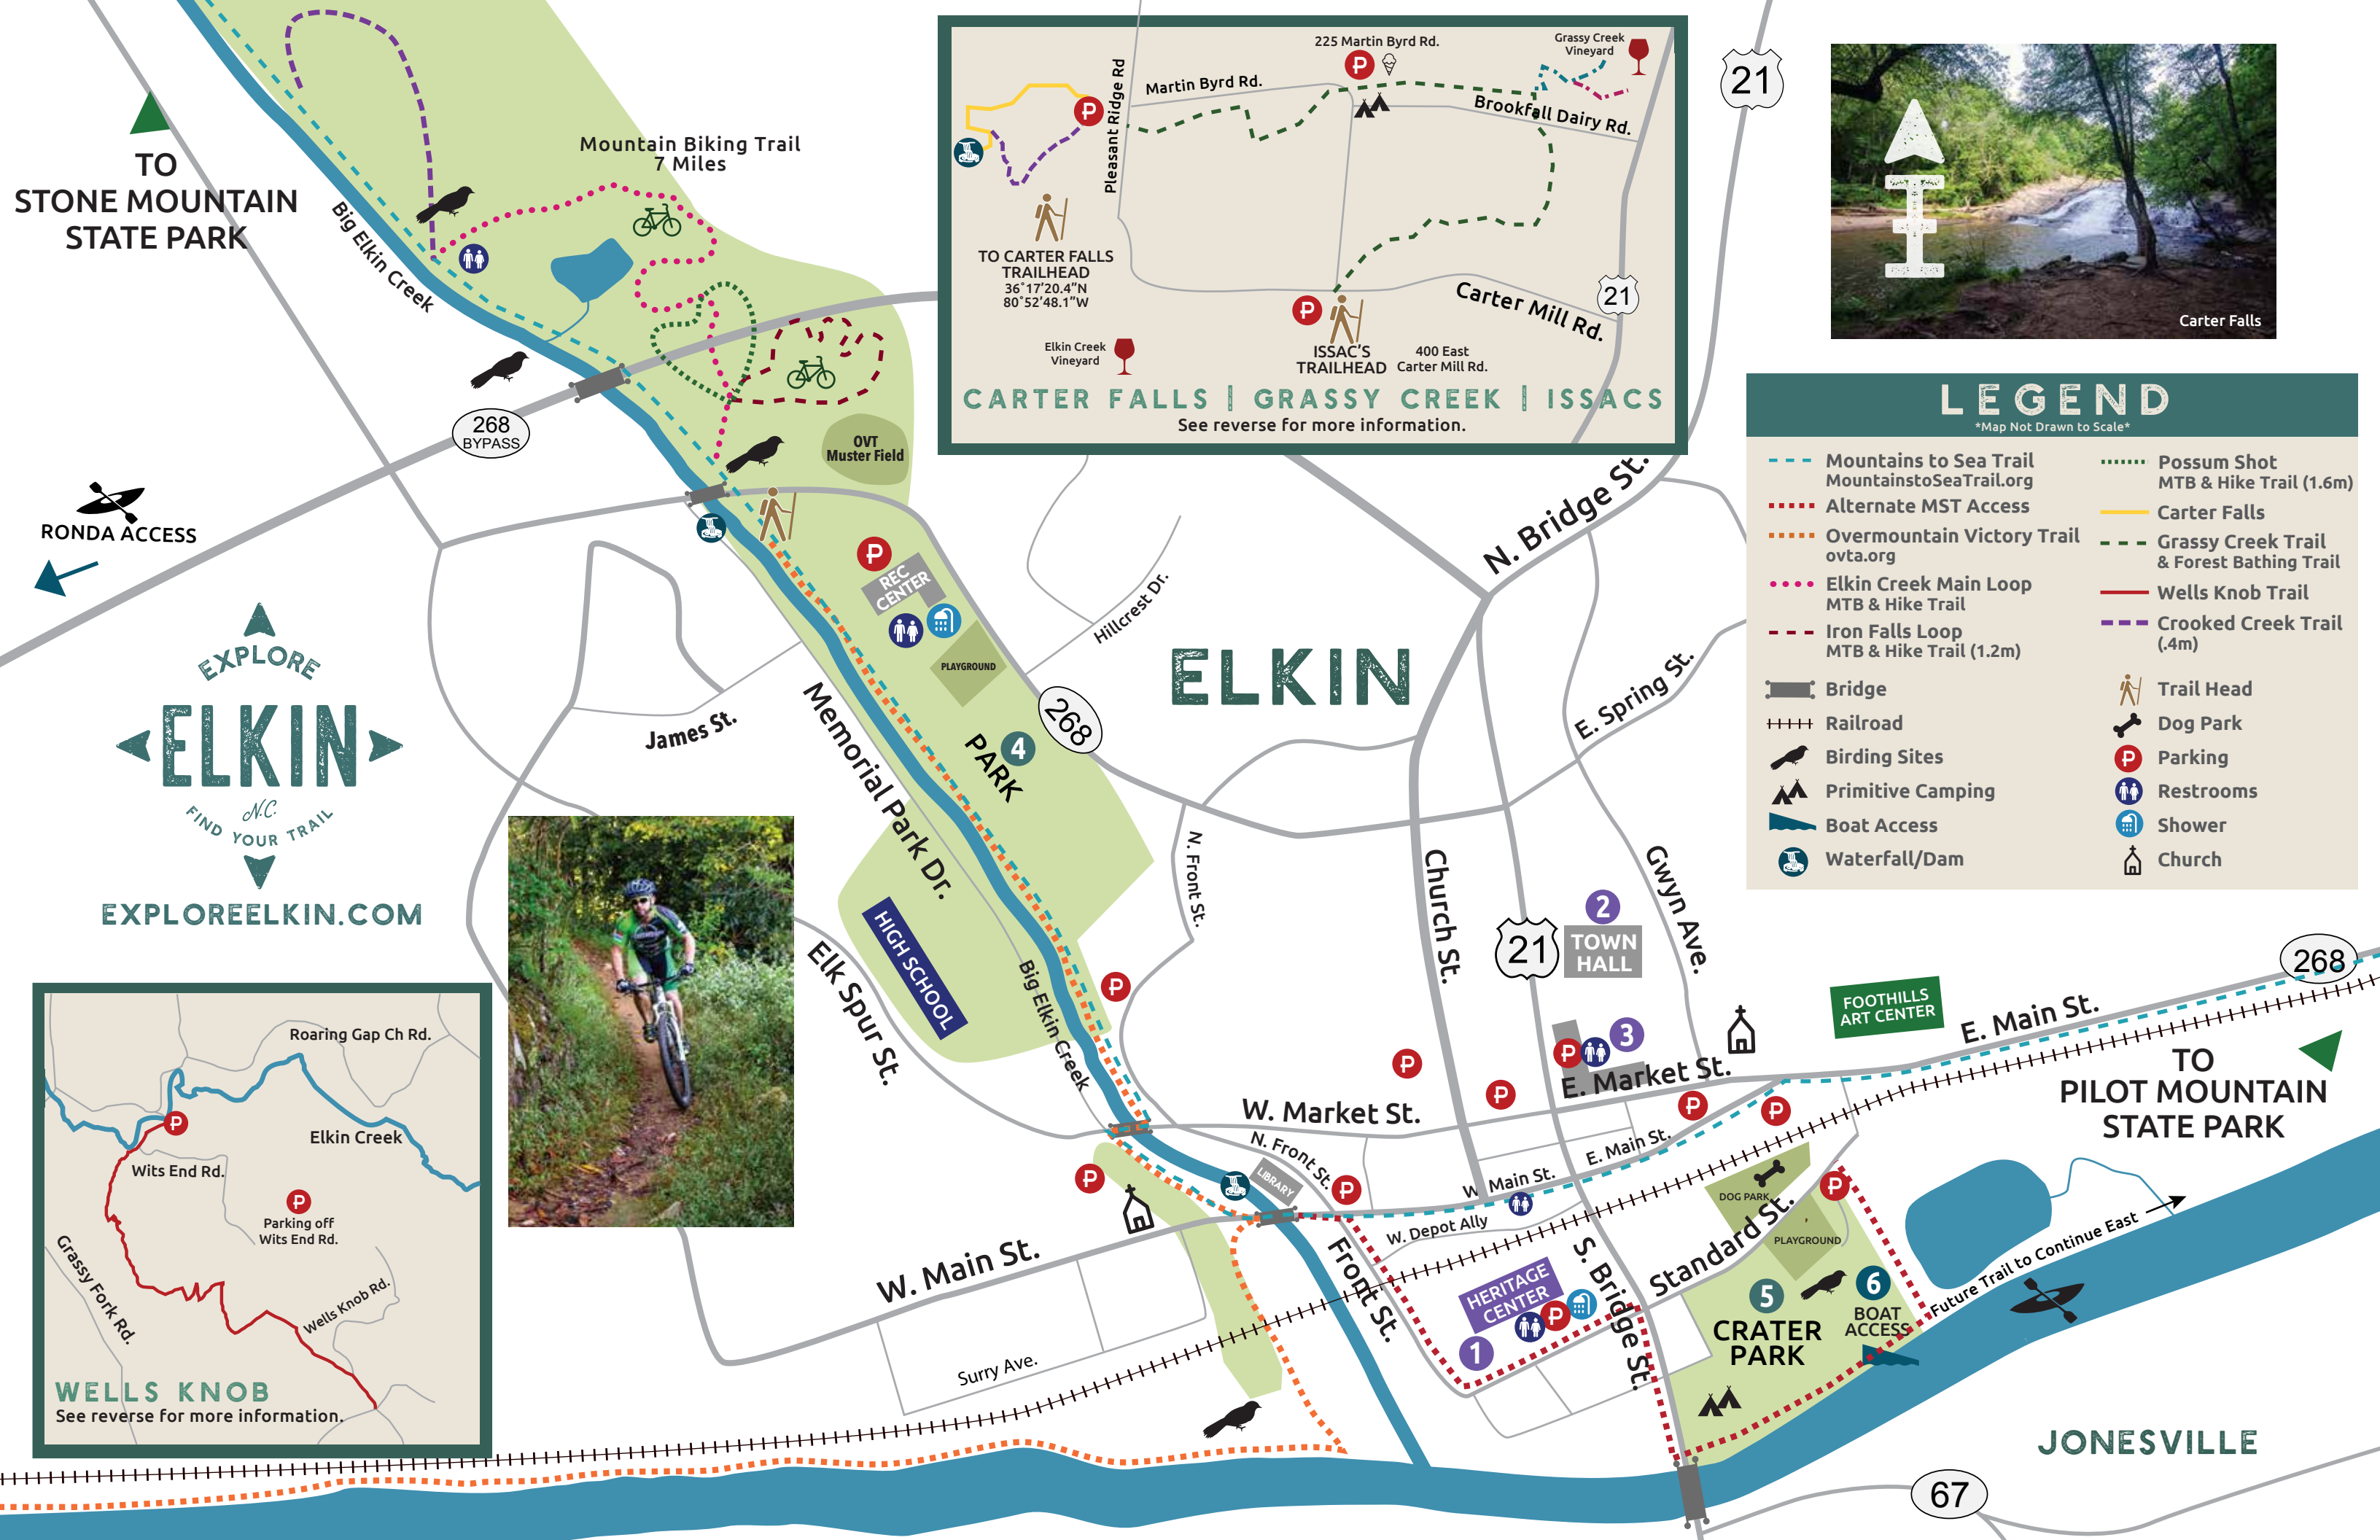 TO
STONE MOUNTAIN
STATE PARK
Big Elkin Creek
Mountain Biking Trail
7 Miles
268
BYPASS
RONDA ACCESS
EXPLORE
ELKIN
N.C.
FIND YOUR TRAIL
EXPLOREELKIN.COM
OVT
Muster Field
225 Martin Byrd Rd.
Grassy Creek
Vineyard
Pleasant Ridge Rd
Martin Byrd Rd.
Brookfall Dairy Rd.
TO CARTER FALLS
TRAILHEAD
36°17'20.4"N
80°52'48.1"W
Elkin Creek
Vineyard
ISSAC'S
TRAILHEAD
400 East
Carter Mill Rd.
Carter Mill Rd.
21
CARTER FALLS | GRASSY CREEK | ISSACS
See reverse for more information.
21
Carter Falls
LEGEND
*Map Not Drawn to Scale*
Mountains to Sea Trail
MountainstoSeaTrail.org
Alternate MST Access
Overmountain Victory Trail
ovta.org
Elkin Creek Main Loop
MTB & Hike Trail
Iron Falls Loop
MTB & Hike Trail (1.2m)
Bridge
Railroad
Birding Sites
Primitive Camping
Boat Access
Waterfall/Dam
Possum Shot
MTB & Hike Trail (1.6m)
Carter Falls
Grassy Creek Trail
& Forest Bathing Trail
Wells Knob Trail
Crooked Creek Trail
(.4m)
Trail Head
Dog Park
P Parking
Restrooms
Shower
Church
N. Bridge St.
P
REC
CENTER
PLAYGROUND
Hillcrest Dr.
ELKIN
E. Spring St.
James St.
Memorial Park Dr.
PARK
4
268
N. Front St.
Church St.
Gwyn Ave.
2
21
TOWN
HALL
HIGH SCHOOL
Elk Spur St.
Big Elkin Creek
3
E. Market St.
W. Market St.
FOOTHILLS
ART CENTER
E. Main St.
268
TO
PILOT MOUNTAIN
STATE PARK
N. Front St.
LIBRARY
W. Main St.
E. Main St.
W. Depot Ally
W. Main St.
Surry Ave.
Front St.
HERITAGE
CENTER
1
S. Bridge St.
Standard St.
DOG PARK
PLAYGROUND
5
CRATER
PARK
6
BOAT
ACCESS
Future Trail to Continue East
JONESVILLE
67
Roaring Gap Ch Rd.
Elkin Creek
Wits End Rd.
P
Parking off
Wits End Rd.
Grassy Fork Rd.
Wells Knob Rd.
WELLS KNOB
See reverse for more information.